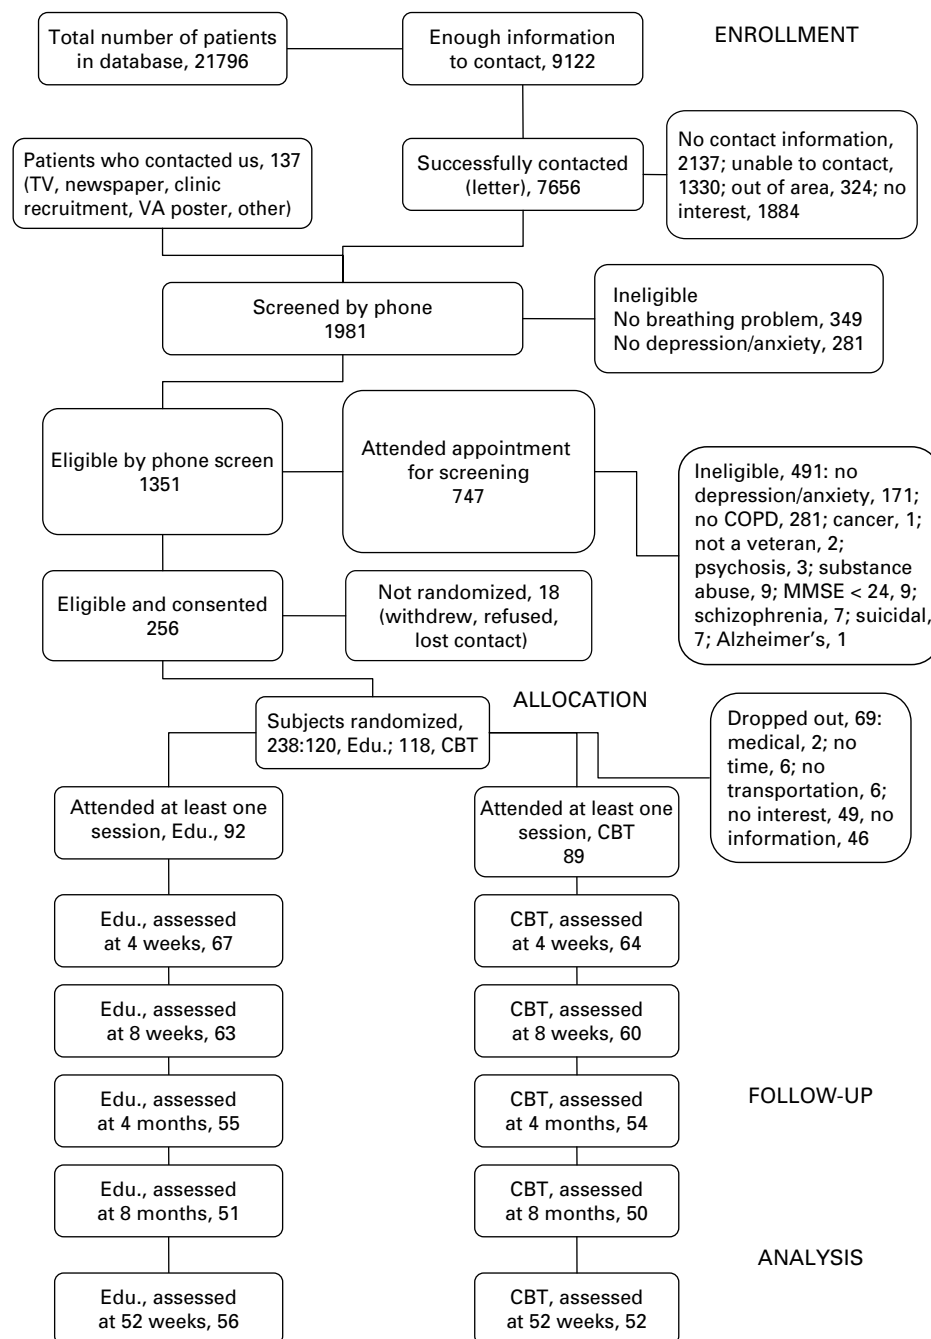 Total number of patients
in database, 21796
Enough information
to contact, 9122
ENROLLMENT
Patients who contacted us, 137
(TV, newspaper, clinic
recruitment, VA poster, other)
Successfully contacted
(letter), 7656
No contact information,
2137; unable to contact,
1330; out of area, 324; no
interest, 1884
Screened by phone
1981
Ineligible
No breathing problem, 349
No depression/anxiety, 281
Eligible by phone screen
1351
Attended appointment
for screening
747
Ineligible, 491: no
depression/anxiety, 171;
no COPD, 281; cancer, 1;
not a veteran, 2;
psychosis, 3; substance
abuse, 9; MMSE < 24, 9;
schizophrenia, 7; suicidal,
7; Alzheimer's, 1
Eligible and consented
256
Not randomized, 18
(withdrew, refused,
lost contact)
ALLOCATION
Subjects randomized,
238:120, Edu.; 118, CBT
Dropped out, 69:
medical, 2; no
time, 6; no
transportation, 6;
no interest, 49, no
information, 46
Attended at least one
session, Edu., 92
Attended at least one
session, CBT
89
Edu., assessed
at 4 weeks, 67
CBT, assessed
at 4 weeks, 64
Edu., assessed
at 8 weeks, 63
CBT, assessed
at 8 weeks, 60
Edu., assessed
at 4 months, 55
CBT, assessed
at 4 months, 54
FOLLOW-UP
Edu., assessed
at 8 months, 51
CBT, assessed
at 8 months, 50
ANALYSIS
Edu., assessed
at 52 weeks, 56
CBT, assessed
at 52 weeks, 52